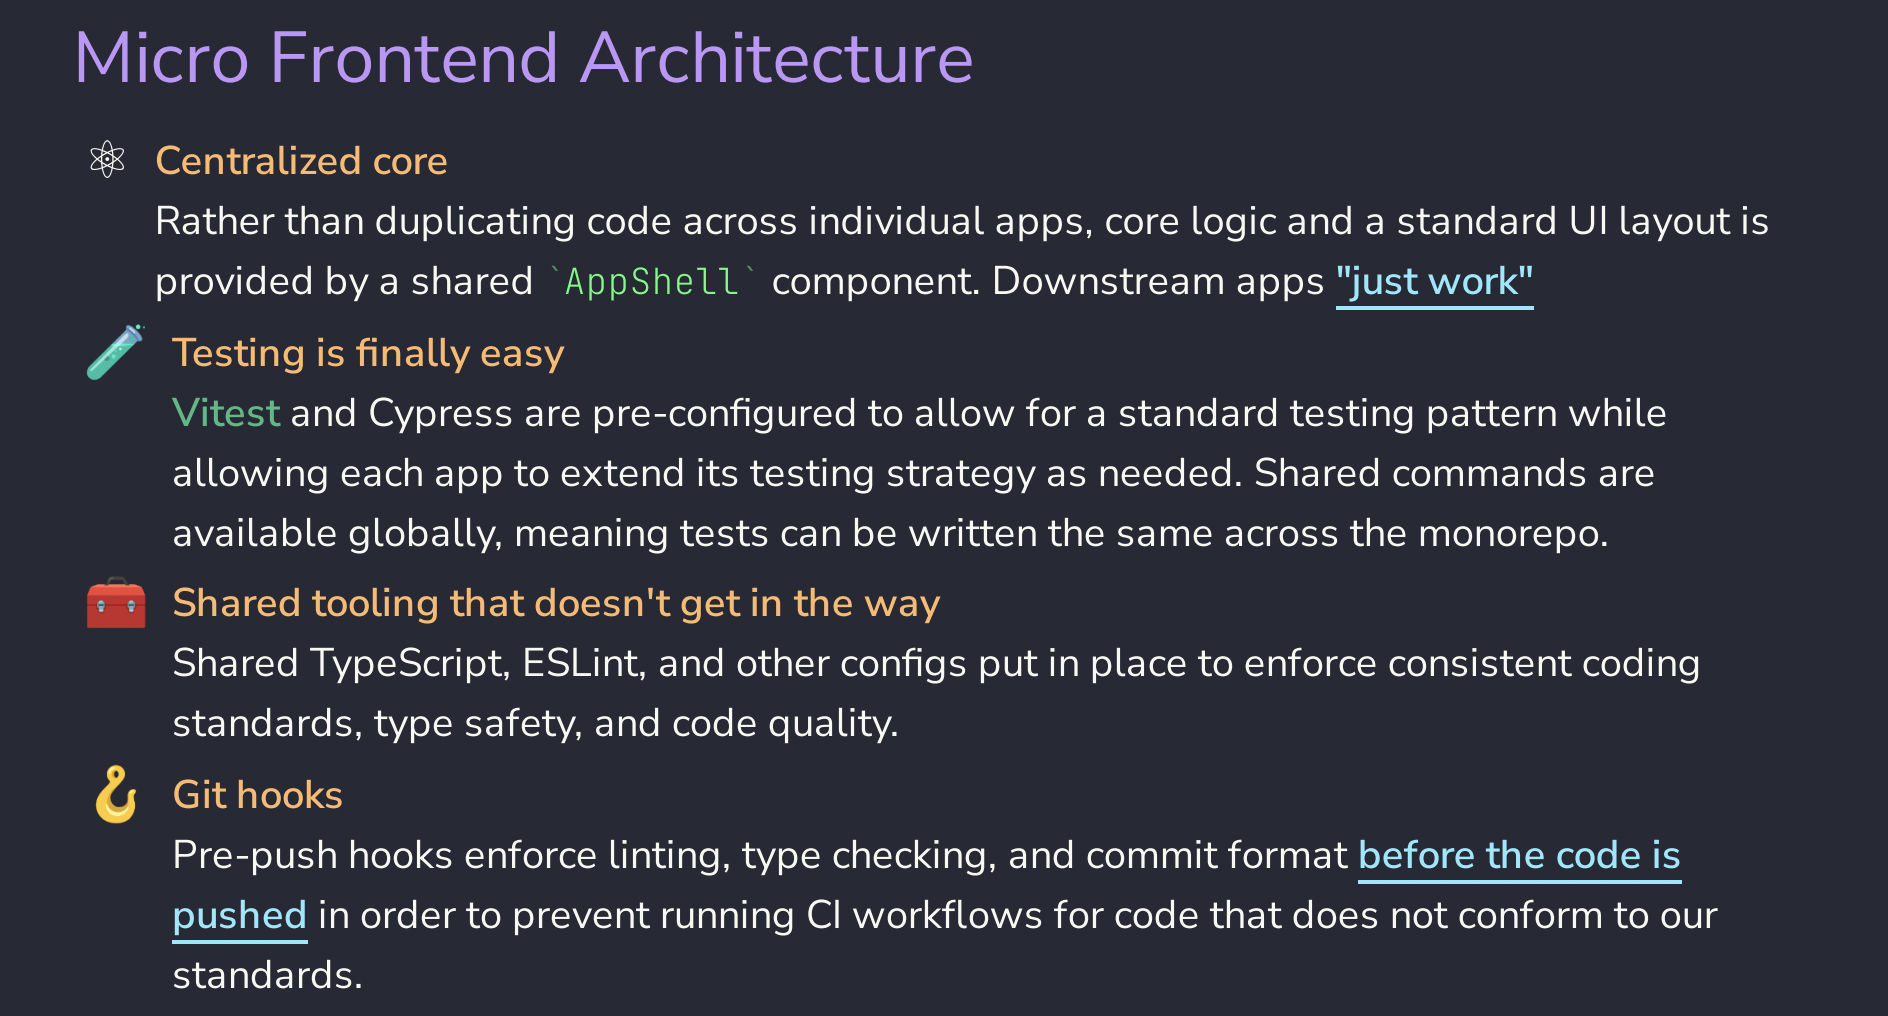 Micro Frontend Architecture
Centralized core
Rather than duplicating code across individual apps, core logic and a standard UI layout is
provided by a shared `AppShell` component. Downstream apps "just work"
Testing is finally easy
Vitest and Cypress are pre-configured to allow for a standard testing pattern while
allowing each app to extend its testing strategy as needed. Shared commands are
available globally, meaning tests can be written the same across the monorepo.
Shared tooling that doesn't get in the way
Shared TypeScript, ESLint, and other configs put in place to enforce consistent coding
standards, type safety, and code quality.
Git hooks
Pre-push hooks enforce linting, type checking, and commit format before the code is
pushed in order to prevent running CI workflows for code that does not conform to our
standards.